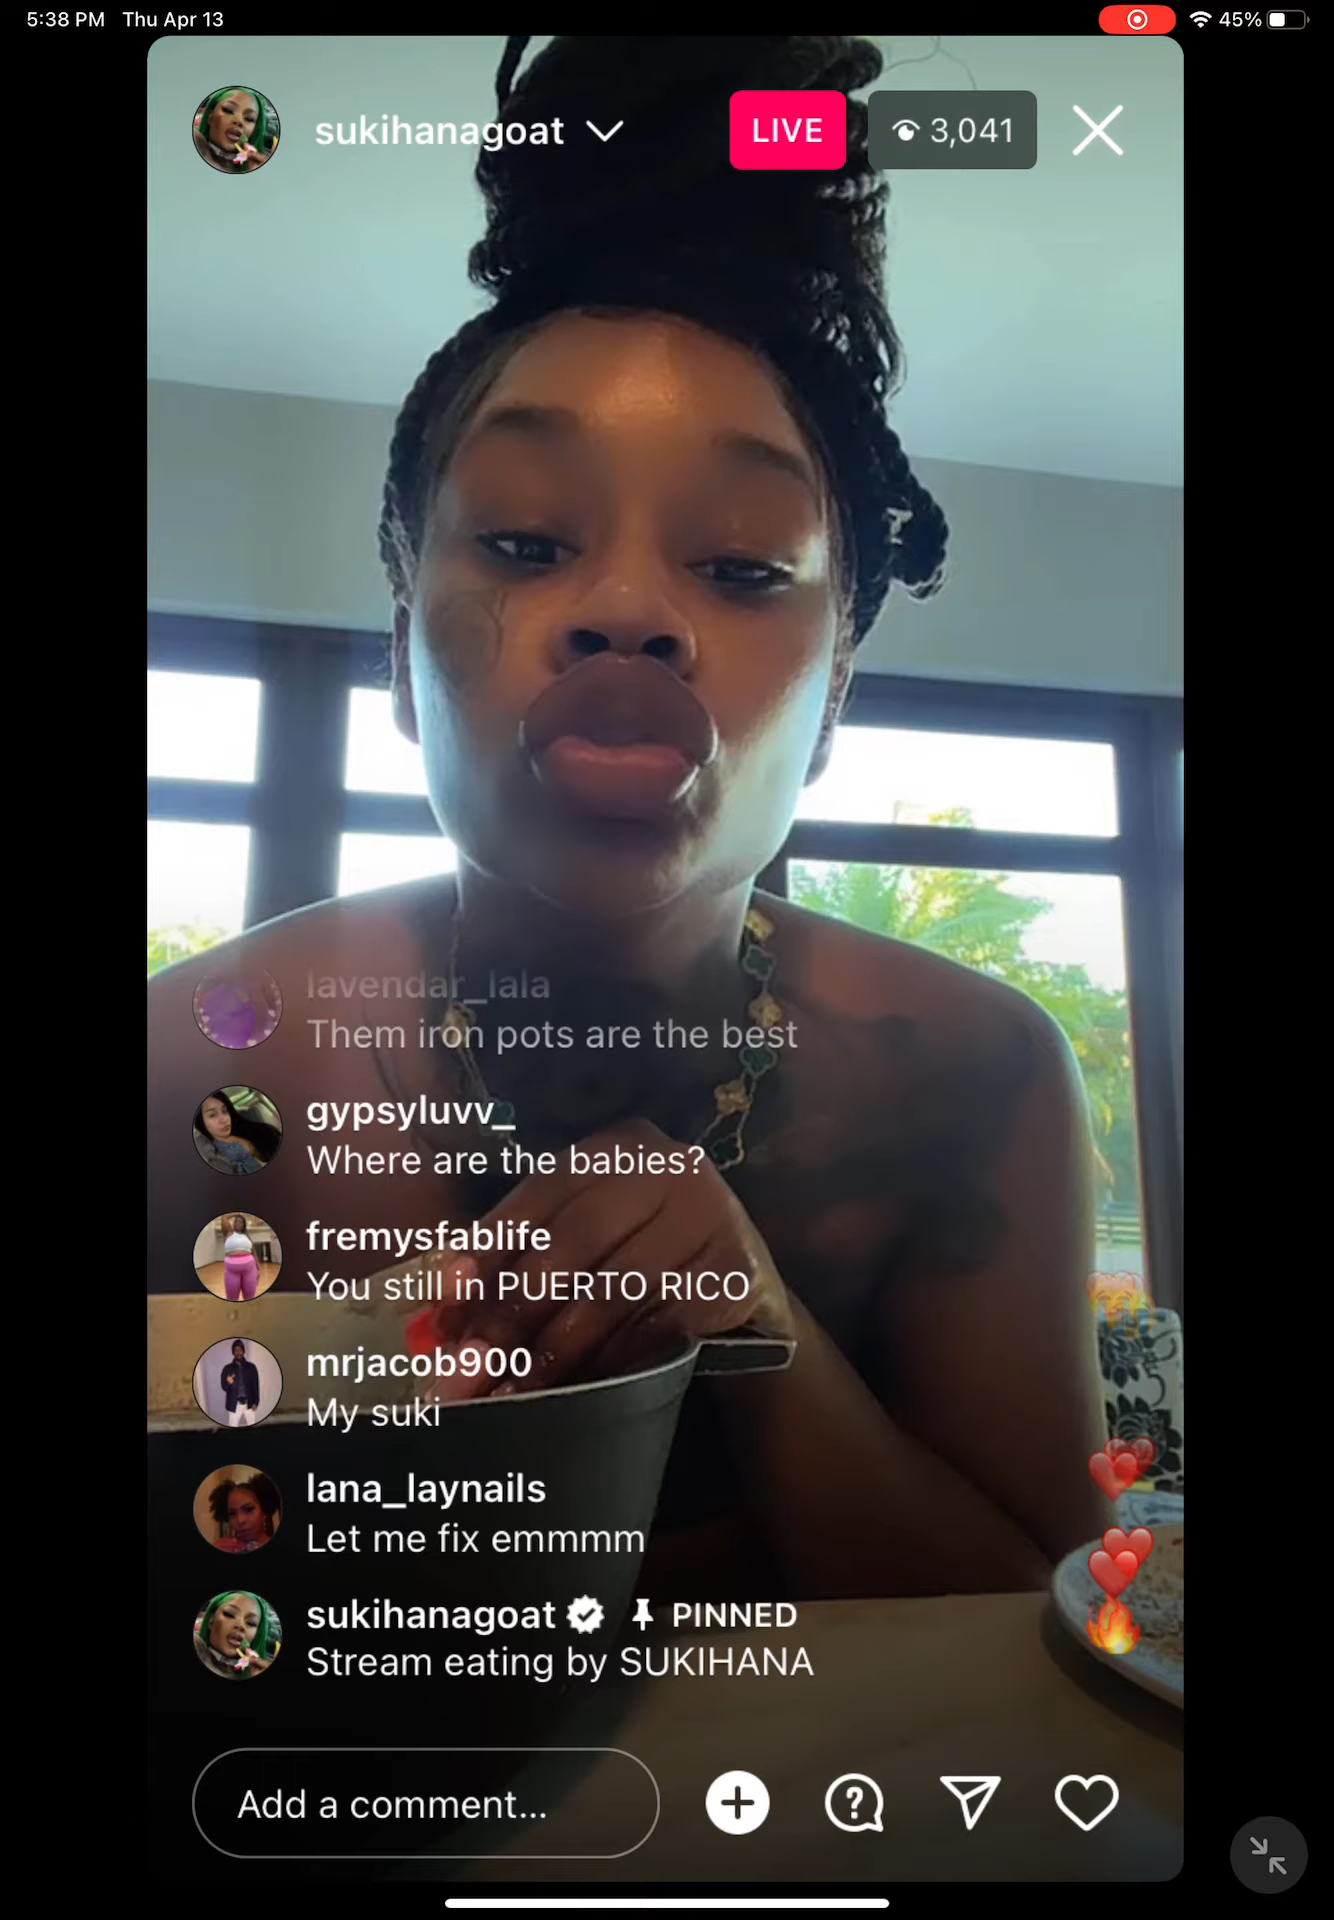 5:38 PM Thu Apr 13
45%
sukihanagoat
LIVE
3,041
lavendar_lala
Them iron pots are the best
gypsyluvv_
Where are the babies?
fremysfablife
You still in PUERTO RICO
mrjacob900
My suki
lana_laynails
Let me fix emmmm
sukihanagoat PINNED
Stream eating by SUKIHANA
Add a comment...